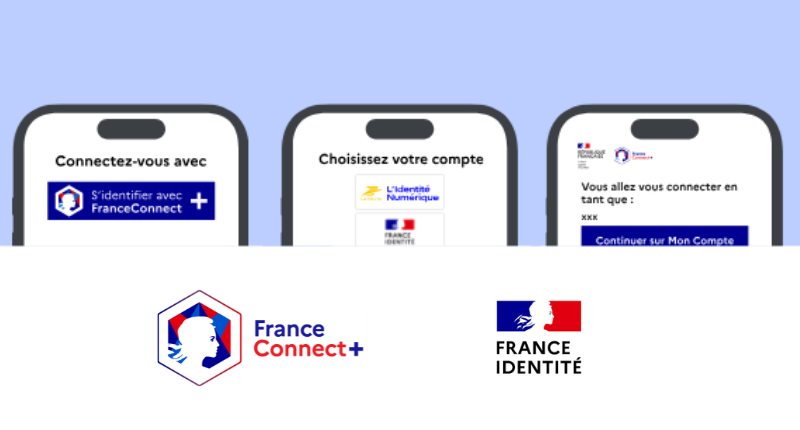 Connectez-vous avec
S'identifier avec
FranceConnect
+
Choisissez votre compte
L'Identité
Numérique
FRANCE
IDENTITÉ
RÉPUBLIQUE
FRANÇAISE
France
Connect+
Vous allez vous connecter en
tant que :
xxx
Continuer sur Mon Compte
France
Connect+
FRANCE
IDENTITÉ